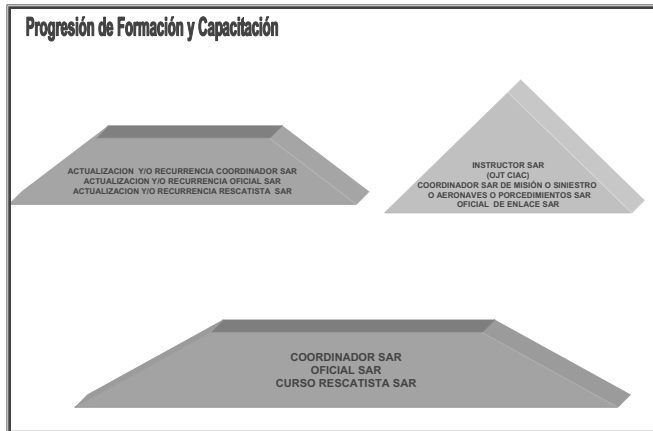 Progresión de Formación y Capacitación
ACTUALIZACION Y/O RECURRENCIA COORDINADOR SAR
ACTUALIZACION Y/O RECURRENCIA OFICIAL SAR
ACTUALIZACION Y/O RECURRENCIA RESCATISTA SAR
INSTRUCTOR SAR
(OJT CIAC)
COORDINADOR SAR DE MISIÓN O SINIESTRO
O AERONAVES O PORCEDIMIENTOS SAR
OFICIAL DE ENLACE SAR
COORDINADOR SAR
OFICIAL SAR
CURSO RESCATISTA SAR